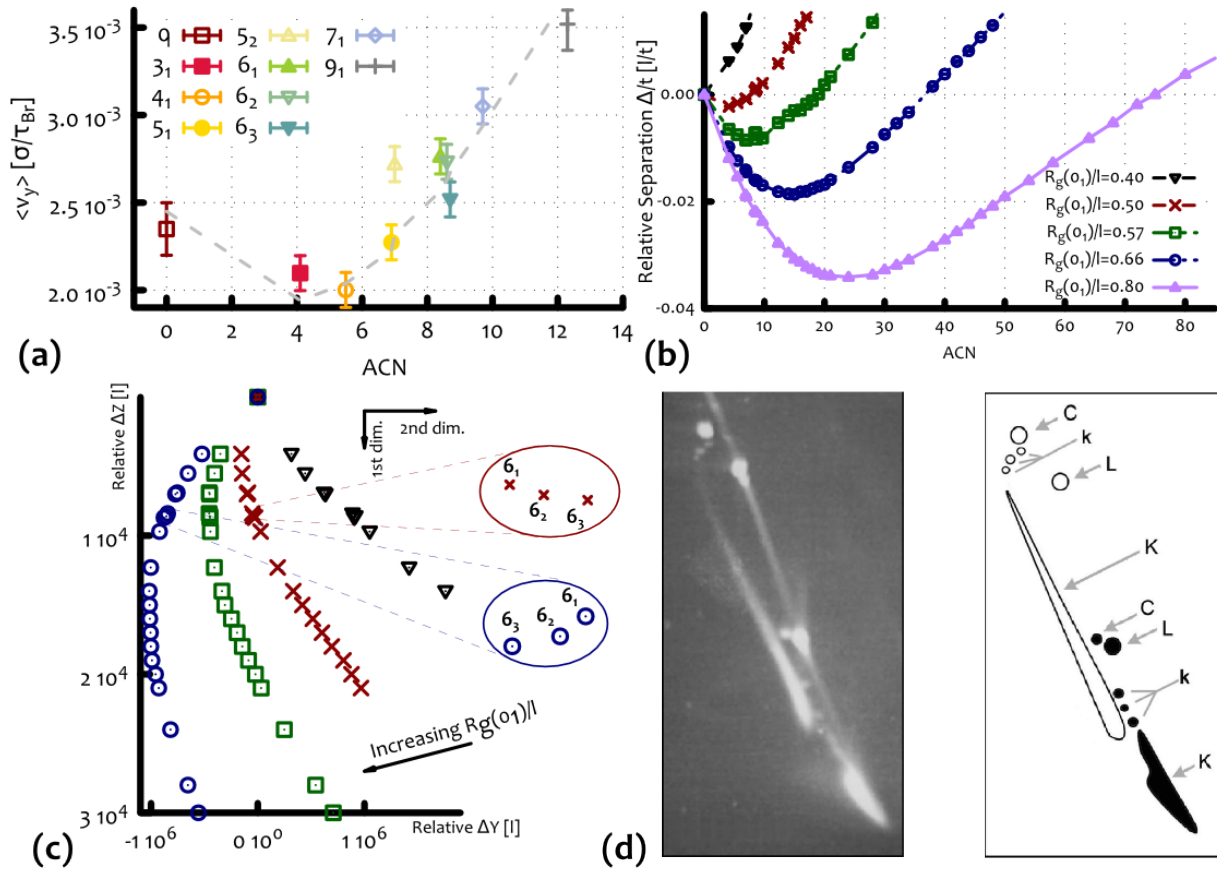 <v_y> [σ/τ_Br]
3.5 10⁻³
3.0 10⁻³
2.5 10⁻³
2.0 10⁻³
0 2 4 6 8 10 12 14
ACN
0₁ 5₂ 7₁
3₁ 6₁ 9₁
4₁ 6₂
5₁ 6₃
(a)
Relative Separation Δ/t [l/t]
0.00
-0.02
-0.04
0 10 20 30 40 50 60 70 80
ACN
R_g(0₁)/l=0.40
R_g(0₁)/l=0.50
R_g(0₁)/l=0.57
R_g(0₁)/l=0.66
R_g(0₁)/l=0.80
(b)
Relative ΔZ [l]
1 10⁴
2 10⁴
3 10⁴
-1 10⁶ 0 10⁰ 1 10⁶
Relative ΔY [l]
2nd dim.
1st dim.
6₁
6₂ 6₃
6₁
6₃ 6₂
Increasing R_g(0₁)/l
(c)
(d)
C
k
L
K
C
L
k
K